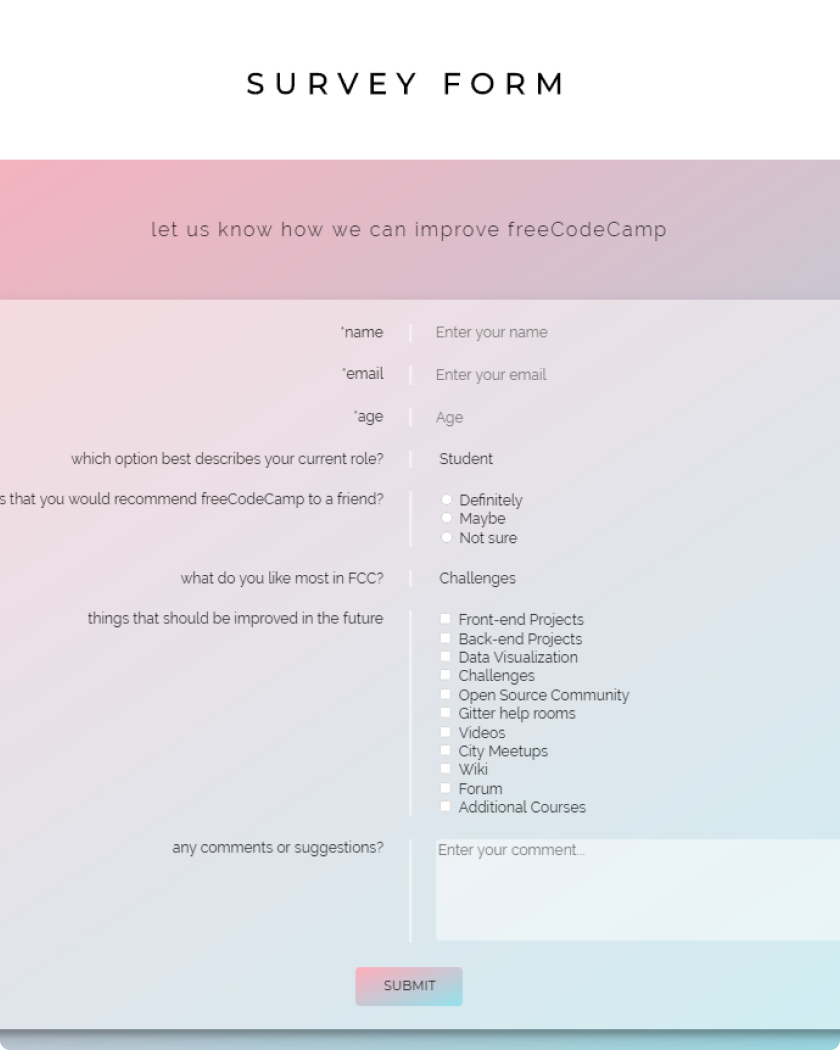 SURVEY FORM
let us know how we can improve freeCodeCamp
*name
Enter your name
*email
Enter your email
*age
Age
which option best describes your current role?
Student
s that you would recommend freeCodeCamp to a friend?
Definitely
Maybe
Not sure
what do you like most in FCC?
Challenges
things that should be improved in the future
Front-end Projects
Back-end Projects
Data Visualization
Challenges
Open Source Community
Gitter help rooms
Videos
City Meetups
Wiki
Forum
Additional Courses
any comments or suggestions?
Enter your comment...
SUBMIT